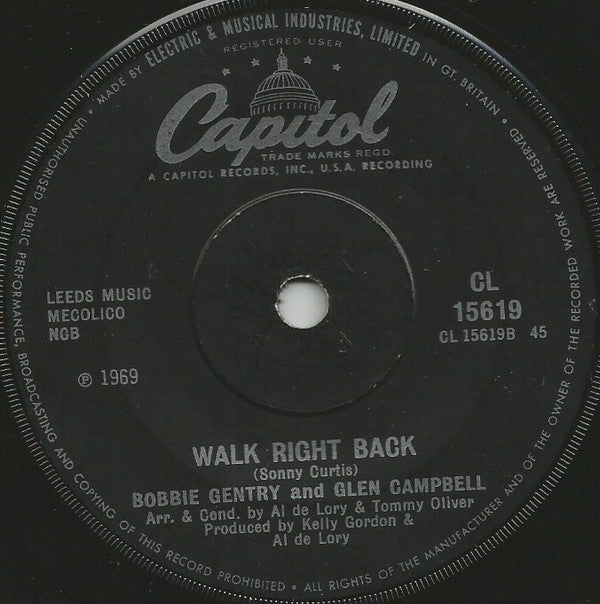 MADE BY ELECTRIC & MUSICAL INDUSTRIES, LIMITED IN GT. BRITAIN •
ALL RIGHTS OF THE MANUFACTURER AND OF THE OWNER OF THE RECORDED WORK ARE RESERVED
UNAUTHORISED PUBLIC PERFORMANCE, BROADCASTING AND COPYING OF THIS RECORD PROHIBITED •
REGISTERED USER
Capitol
TRADE MARKS REGD.
A CAPITOL RECORDS, INC., U.S.A. RECORDING
LEEDS MUSIC
MECOLICO
NCB
℗ 1969
CL
15619
CL 15619B 45
WALK RIGHT BACK
(Sonny Curtis)
BOBBIE GENTRY and GLEN CAMPBELL
Arr. & Cond. by Al de Lory & Tommy Oliver
Produced by Kelly Gordon &
Al de Lory